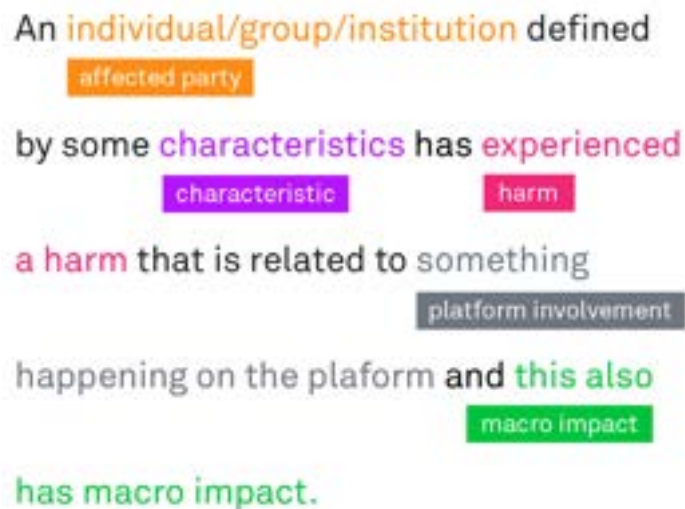 An individual/group/institution defined
affected party
by some characteristics has experienced
characteristic harm
a harm that is related to something
platform involvement
happening on the plaform and this also
macro impact
has macro impact.